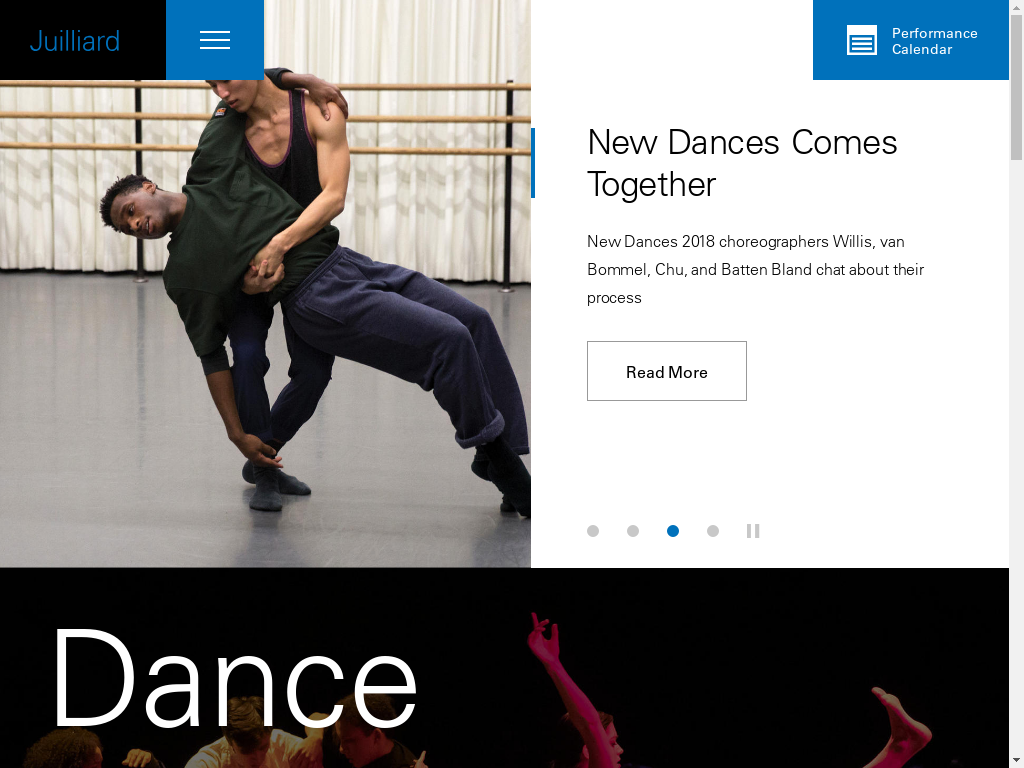 Juilliard
Performance
Calendar
New Dances Comes
Together
New Dances 2018 choreographers Willis, van
Bommel, Chu, and Batten Bland chat about their
process
Read More
Dance